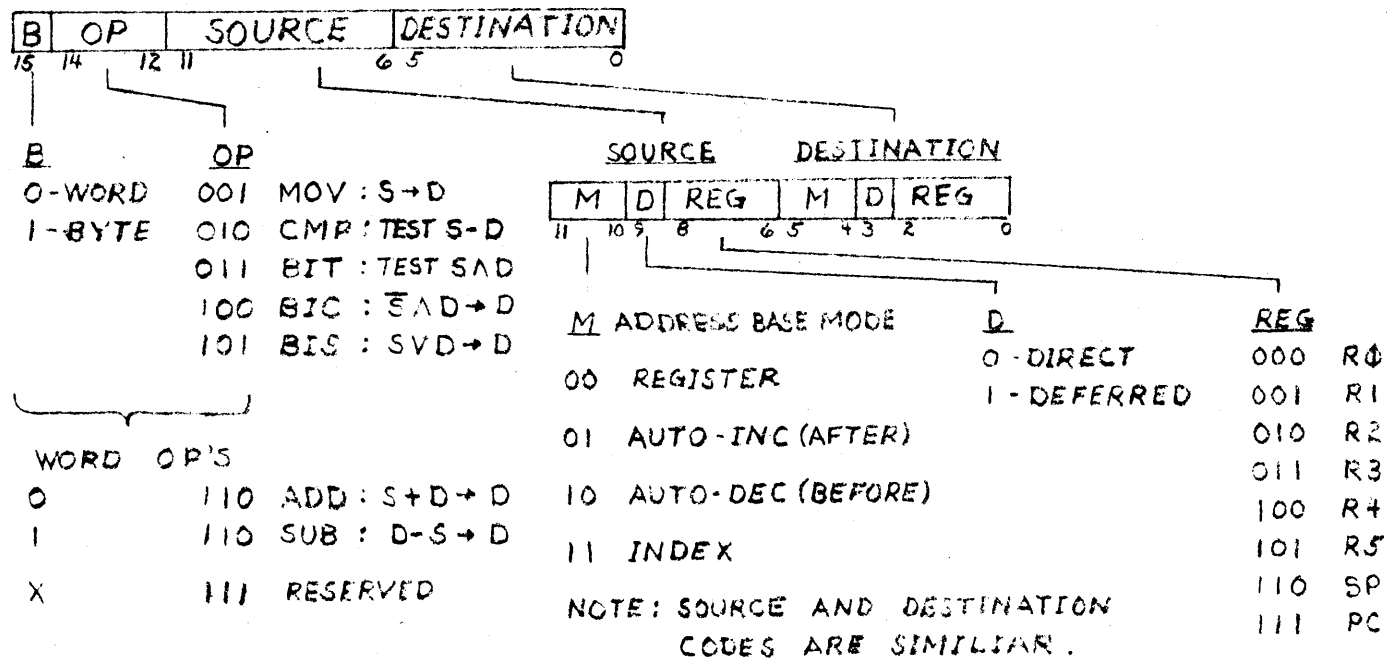 B OP SOURCE DESTINATION
15 14 12 11 6 5 0
B OP
0-WORD 001 MOV : S→D
1-BYTE 010 CMP : TEST S-D
011 BIT : TEST S∧D
100 BIC : S̅∧D→D
101 BIS : S∨D→D
WORD OP'S
0 110 ADD : S+D→D
1 110 SUB : D-S→D
X 111 RESERVED
SOURCE DESTINATION
M D REG M D REG
11 10 9 8 6 5 4 3 2 0
M ADDRESS BASE MODE
00 REGISTER
01 AUTO-INC (AFTER)
10 AUTO-DEC (BEFORE)
11 INDEX
D
0-DIRECT
1-DEFERRED
REG
000 RΦ
001 R1
010 R2
011 R3
100 R4
101 R5
110 SP
111 PC
NOTE: SOURCE AND DESTINATION
CODES ARE SIMILIAR.